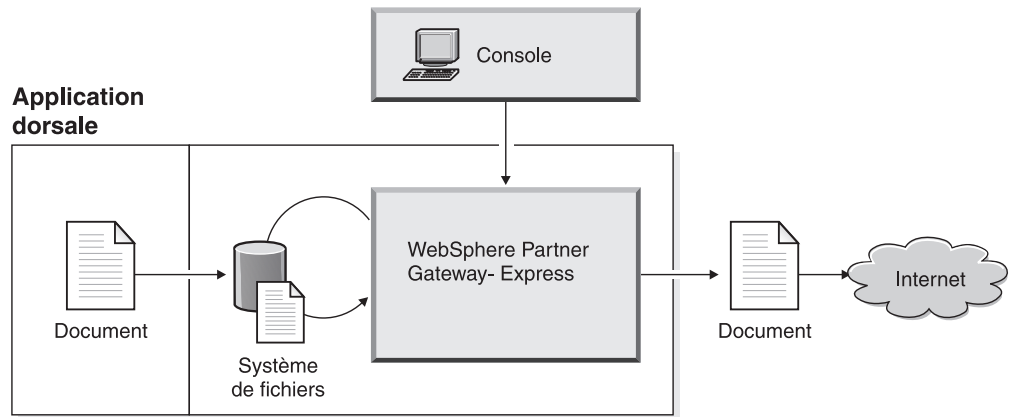 Console
Application
dorsale
WebSphere Partner
Gateway- Express
Document
Système
de fichiers
Document
Internet